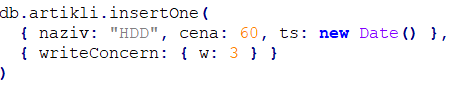 db.artikli.insertOne(
  { naziv: "HDD", cena: 60, ts: new Date() },
  { writeConcern: { w: 3 } }
)